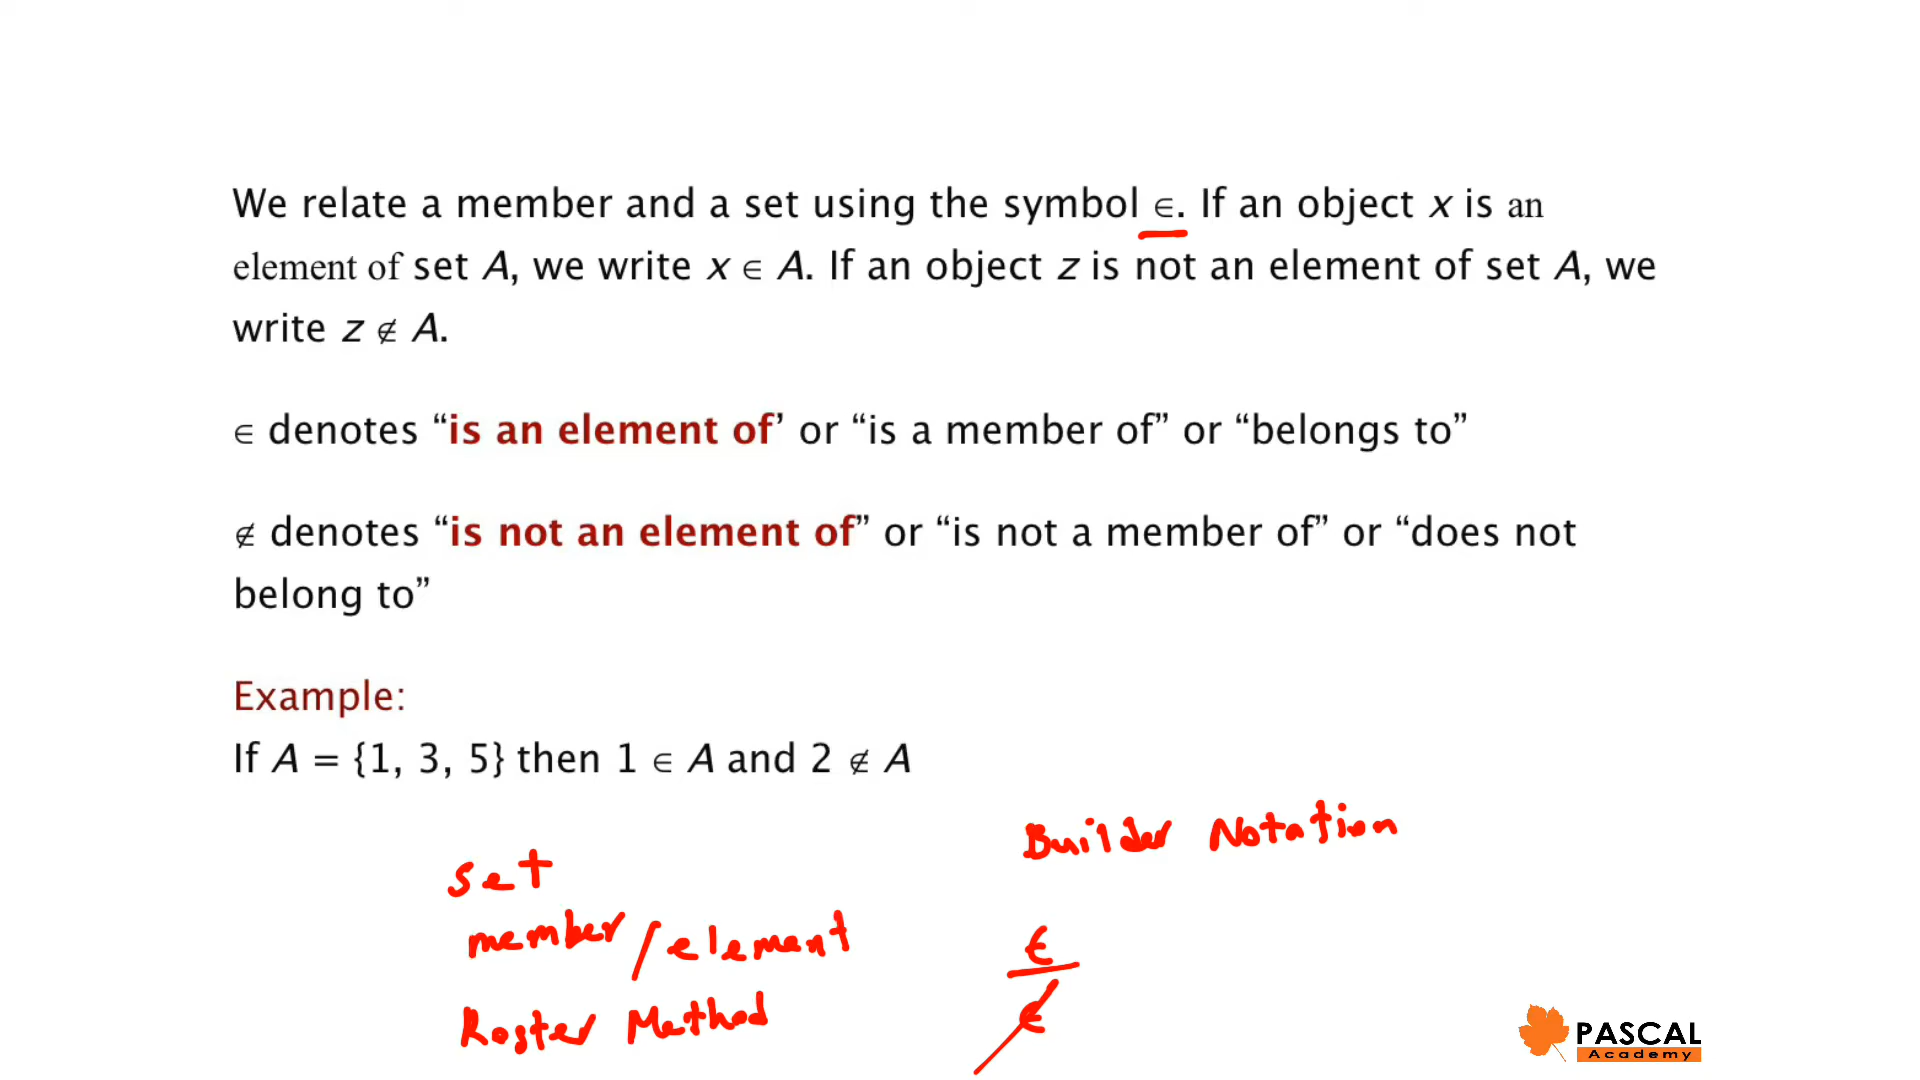 We relate a member and a set using the symbol ∈. If an object x is an
element of set A, we write x ∈ A. If an object z is not an element of set A, we
write z ∉ A.
∈ denotes “is an element of’ or “is a member of” or “belongs to”
∉ denotes “is not an element of” or “is not a member of” or “does not
belong to”
Example:
If A = {1, 3, 5} then 1 ∈ A and 2 ∉ A
Builder Notation
set
member/element
∈
Roster Method
∉
PASCAL
Academy